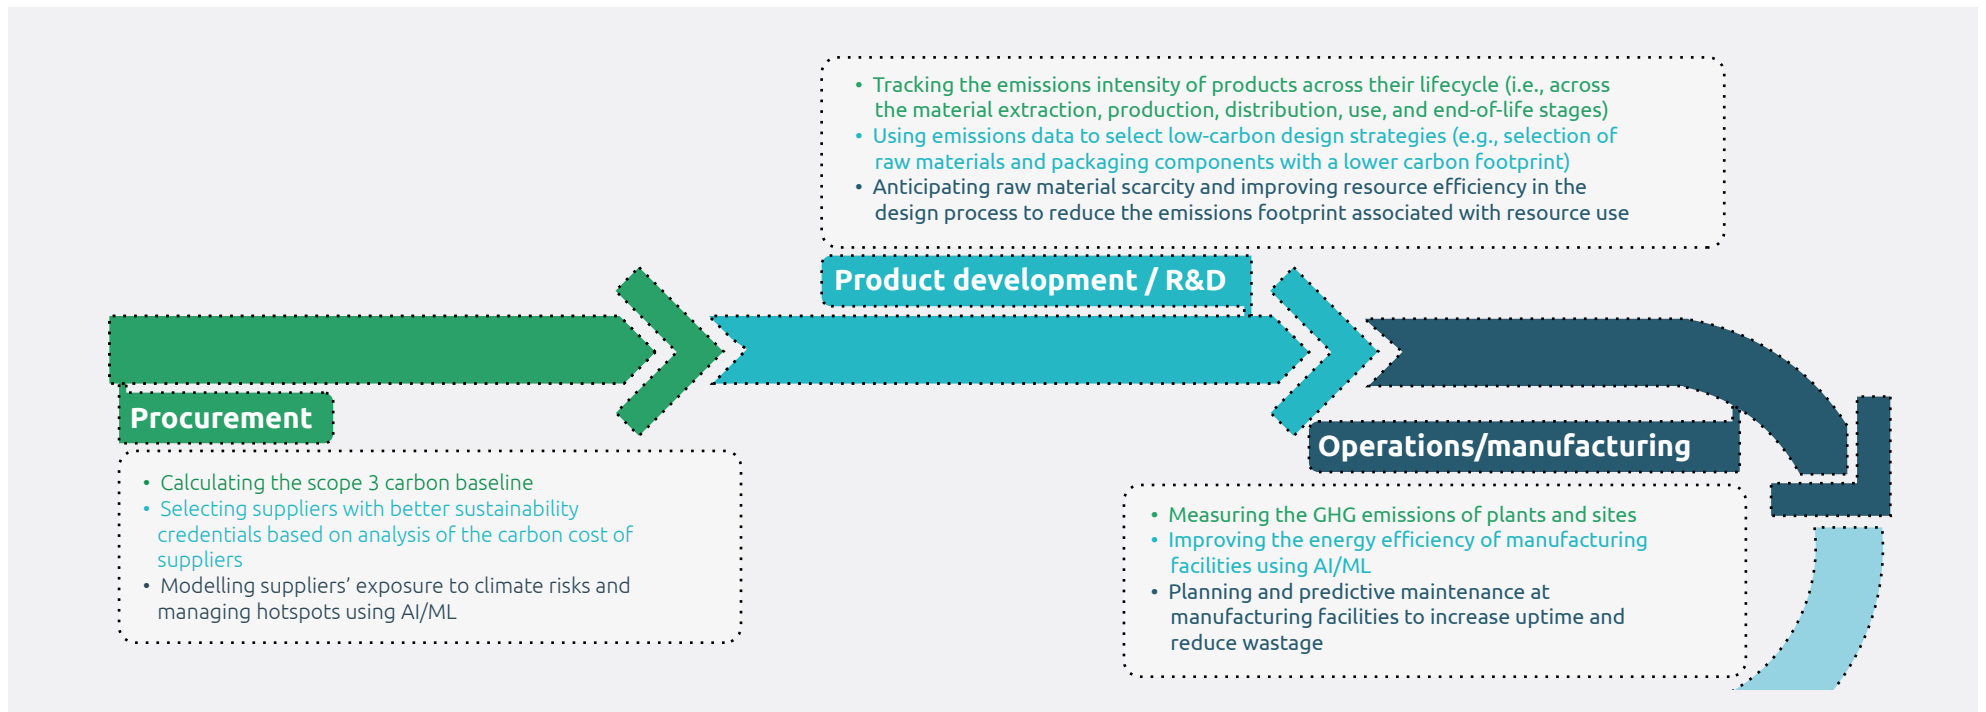 • Tracking the emissions intensity of products across their lifecycle (i.e., across
the material extraction, production, distribution, use, and end-of-life stages)
• Using emissions data to select low-carbon design strategies (e.g., selection of
raw materials and packaging components with a lower carbon footprint)
• Anticipating raw material scarcity and improving resource efficiency in the
design process to reduce the emissions footprint associated with resource use
Product development / R&D
Procurement
• Calculating the scope 3 carbon baseline
• Selecting suppliers with better sustainability
credentials based on analysis of the carbon cost of
suppliers
• Modelling suppliers’ exposure to climate risks and
managing hotspots using AI/ML
Operations/manufacturing
• Measuring the GHG emissions of plants and sites
• Improving the energy efficiency of manufacturing
facilities using AI/ML
• Planning and predictive maintenance at
manufacturing facilities to increase uptime and
reduce wastage